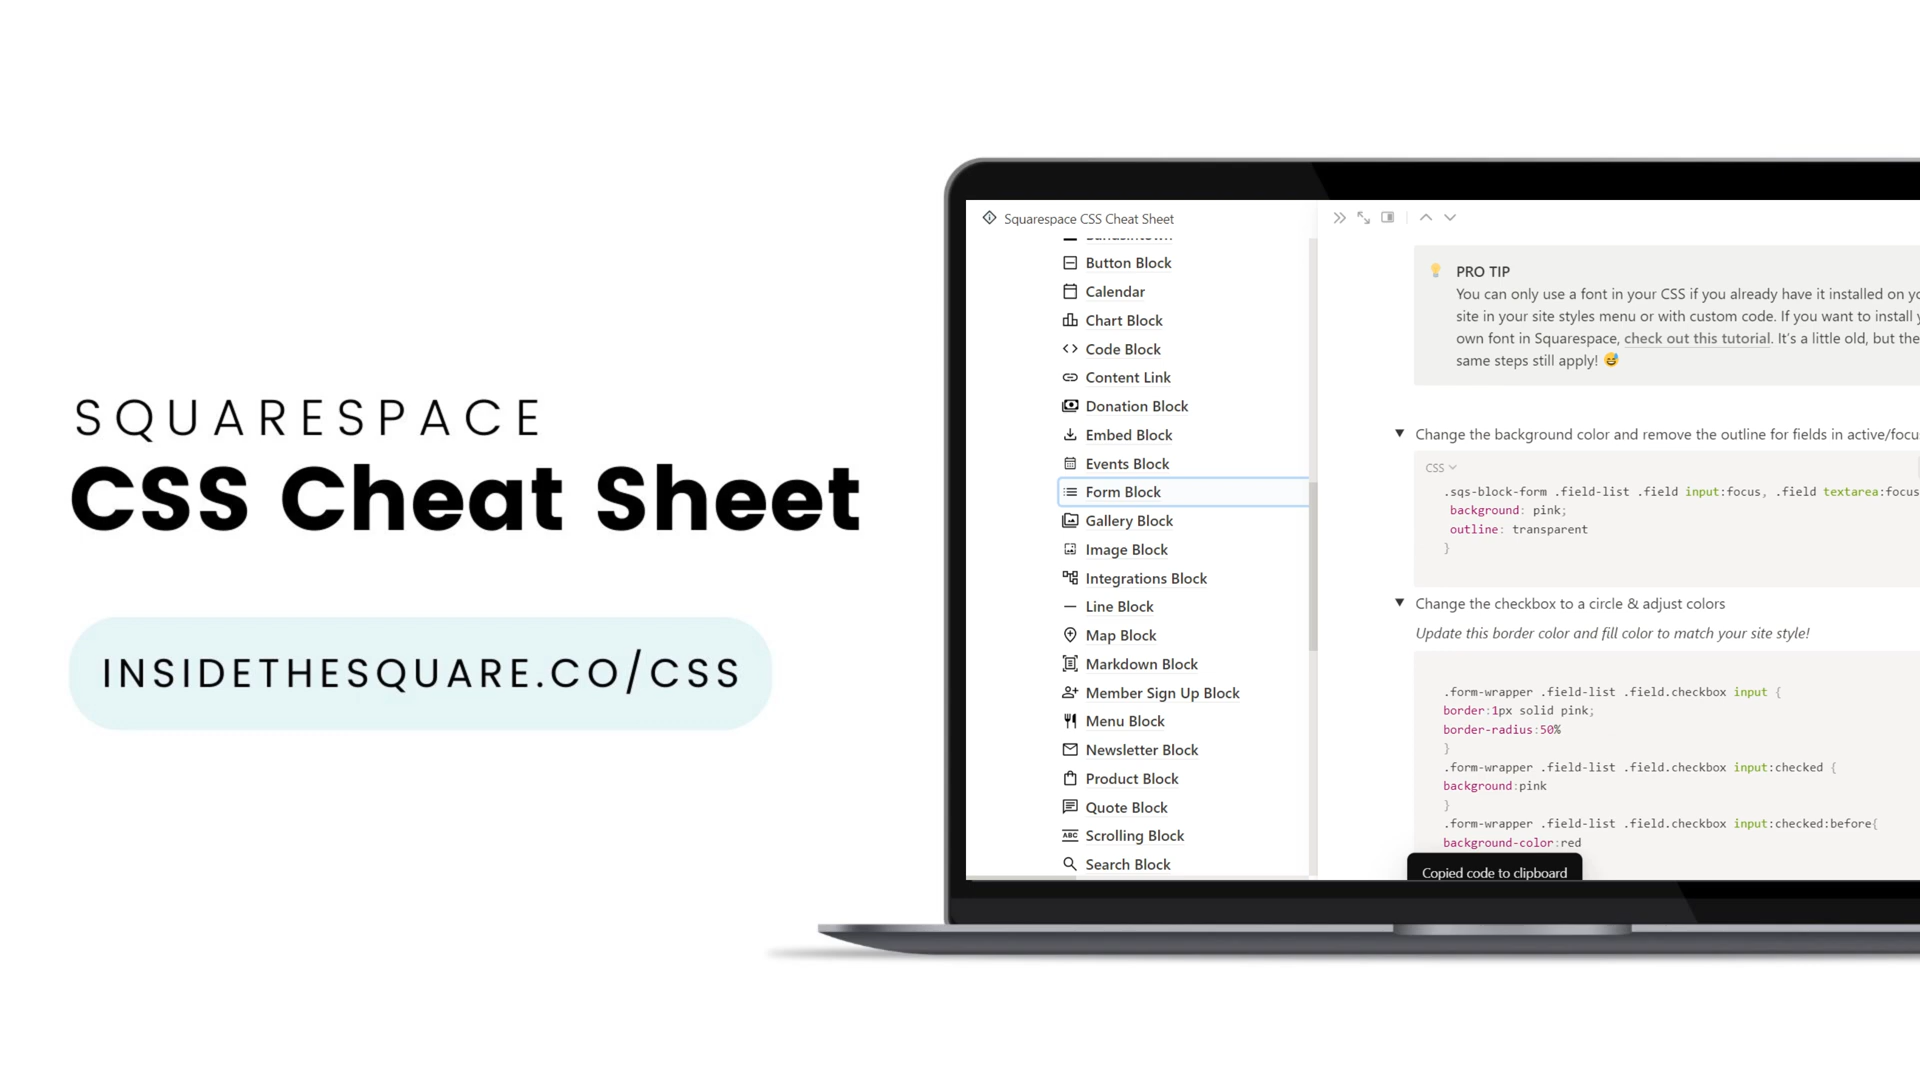 SQUARESPACE
CSS Cheat Sheet
INSIDETHESQUARE.CO/CSS
Squarespace CSS Cheat Sheet
Button Block
Calendar
Chart Block
Code Block
Content Link
Donation Block
Embed Block
Events Block
Form Block
Gallery Block
Image Block
Integrations Block
Line Block
Map Block
Markdown Block
Member Sign Up Block
Menu Block
Newsletter Block
Product Block
Quote Block
Scrolling Block
Search Block
PRO TIP
You can only use a font in your CSS if you already have it installed on
site in your site styles menu or with custom code. If you want to install
own font in Squarespace, check out this tutorial. It's a little old, but
same steps still apply! 😅
Change the background color and remove the outline for fields in
CSS
.sqs-block-form .field-list .field input:focus, .field textarea:focus
background: pink;
outline: transparent
}
Change the checkbox to a circle & adjust colors
Update this border color and fill color to match your site style!
.form-wrapper .field-list .field.checkbox input {
border:1px solid pink;
border-radius:50%
}
.form-wrapper .field-list .field.checkbox input:checked {
background:pink
}
.form-wrapper .field-list .field.checkbox input:checked:before{
background-color:red
Copied code to clipboard